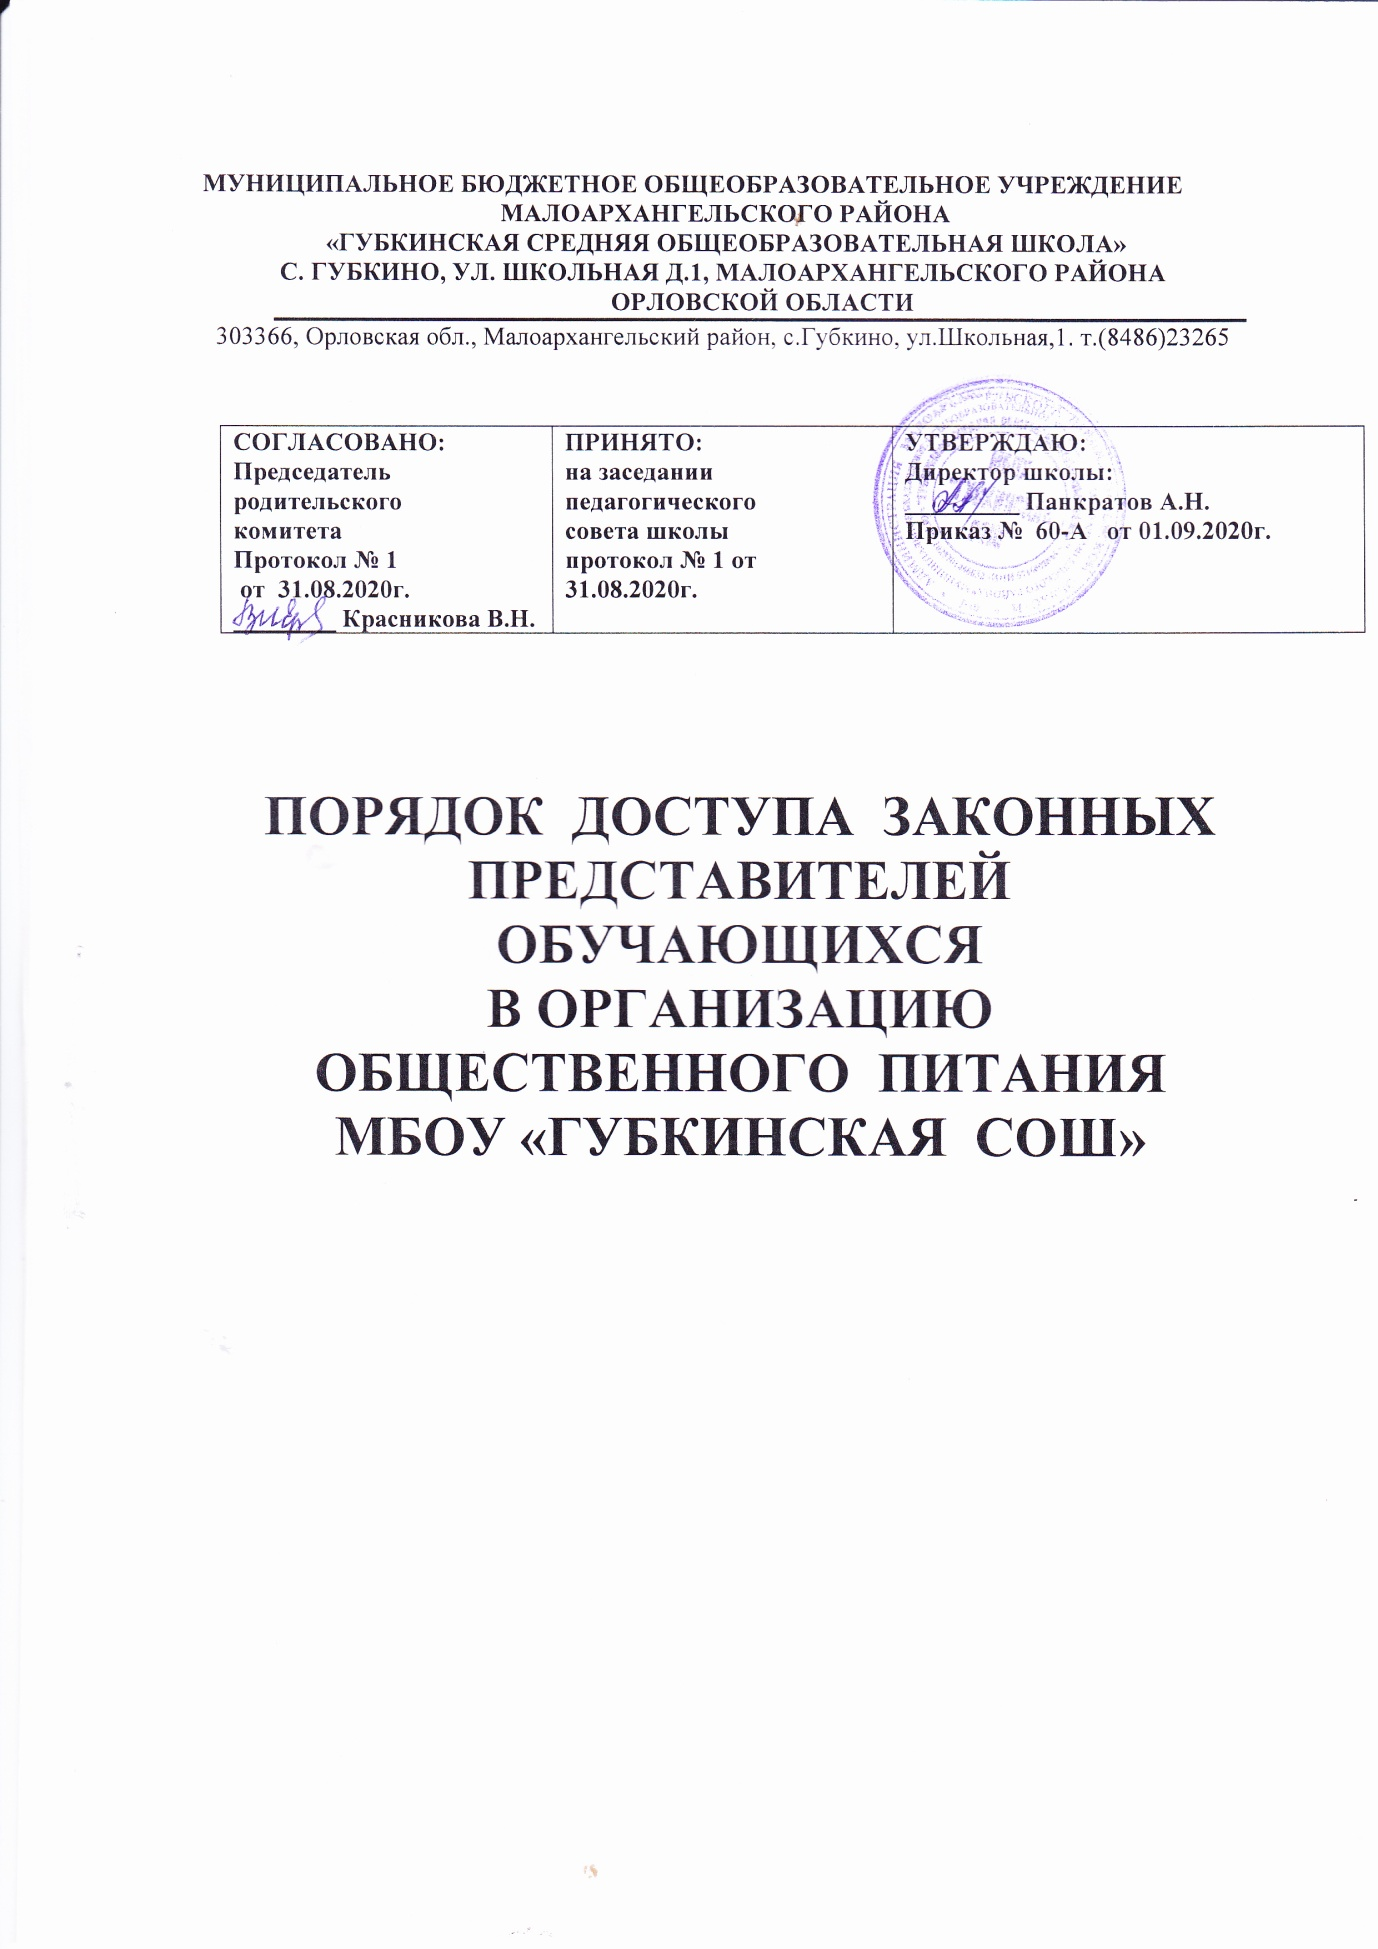 МУНИЦИПАЛЬНОЕ БЮДЖЕТНОЕ ОБЩЕОБРАЗОВАТЕЛЬНОЕ УЧРЕЖДЕНИЕ
МАЛОАРХАНГЕЛЬСКОГО РАЙОНА
«ГУБКИНСКАЯ СРЕДНЯЯ ОБЩЕОБРАЗОВАТЕЛЬНАЯ ШКОЛА»
С. ГУБКИНО, УЛ. ШКОЛЬНАЯ Д.1, МАЛОАРХАНГЕЛЬСКОГО РАЙОНА
ОРЛОВСКОЙ ОБЛАСТИ
303366, Орловская обл., Малоархангельский район, с.Губкино, ул.Школьная,1. т.(8486)23265
СОГЛАСОВАНО:
Председатель
родительского
комитета
Протокол № 1
от 31.08.2020г.
Красникова В.Н.
ПРИНЯТО:
на заседании
педагогического
совета школы
протокол № 1 от
31.08.2020г.
УТВЕРЖДАЮ:
Директор школы:
Панкратов А.Н.
Приказ № 60-А от 01.09.2020г.
ПОРЯДОК ДОСТУПА ЗАКОННЫХ
ПРЕДСТАВИТЕЛЕЙ
ОБУЧАЮЩИХСЯ
В ОРГАНИЗАЦИЮ
ОБЩЕСТВЕННОГО ПИТАНИЯ
МБОУ «ГУБКИНСКАЯ СОШ»